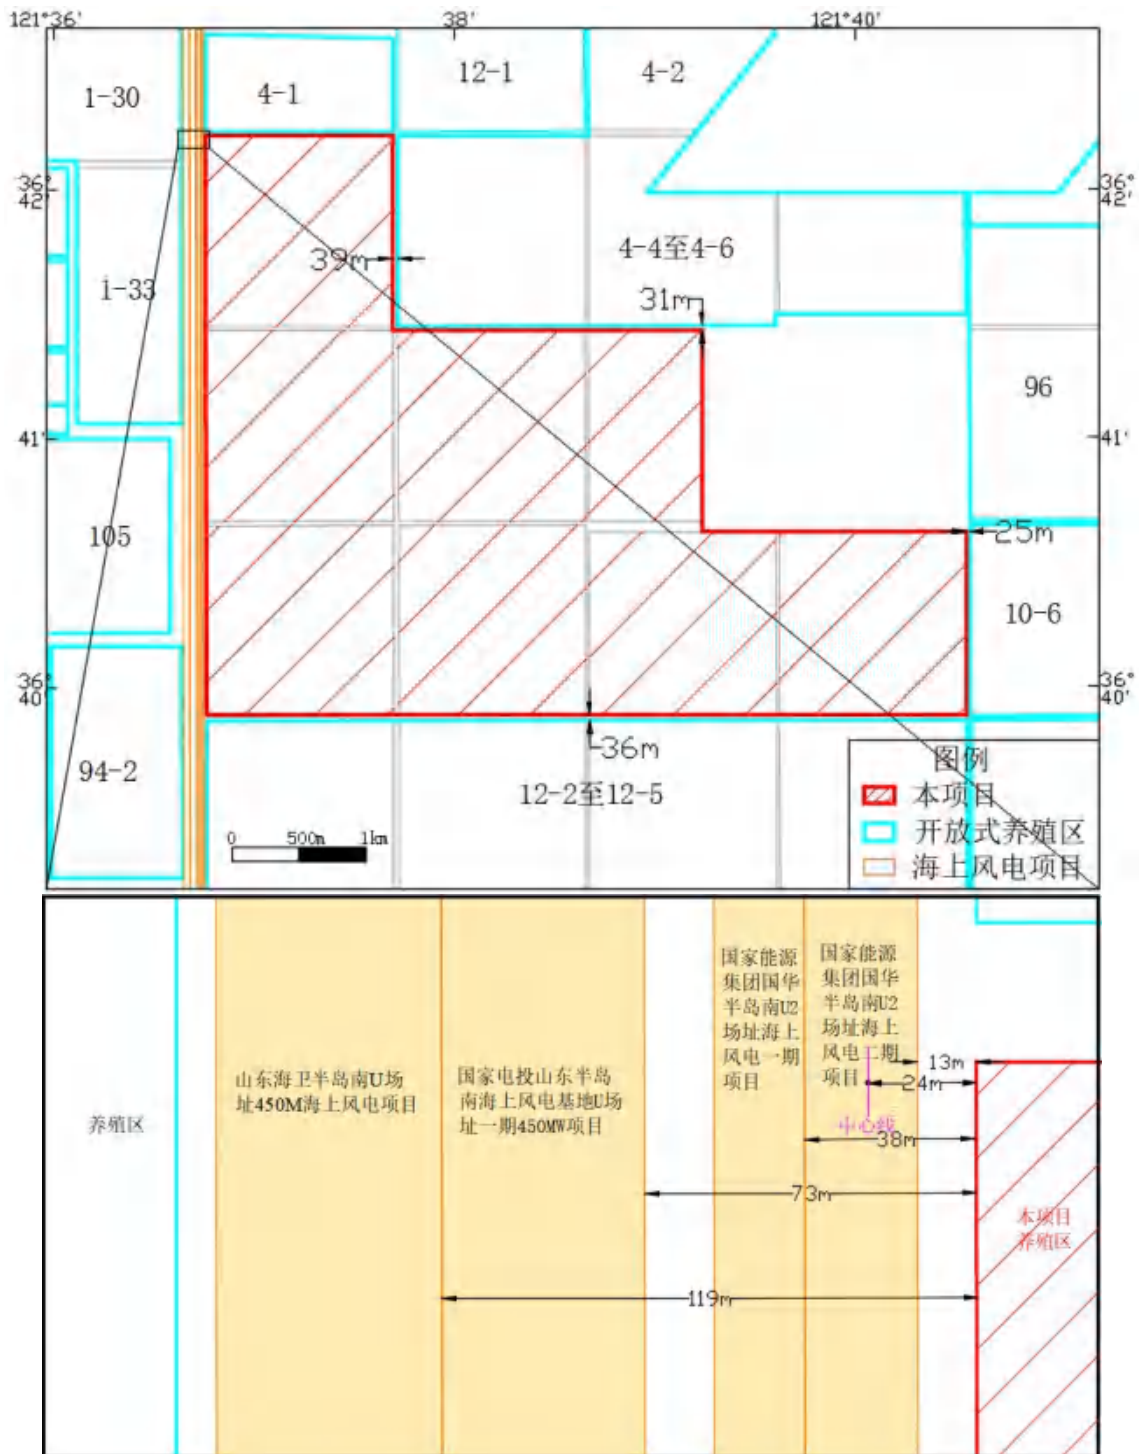 121°36'
38'
121°40'
1-30
4-1
12-1
4-2
36°
42'
36°
42'
1-33
39m
4-4至4-6
31m
96
41'
41'
105
25m
10-6
36°
40'
36°
40'
94-2
36m
12-2至12-5
0 500m 1km
图例
本项目
开放式养殖区
海上风电项目
养殖区
山东海卫半岛南U场
址450M海上风电项目
国家电投山东半岛
南海上风电基地U场
址一期450MW项目
国家能源
集团国华
半岛南U2
场址海上
风电一期
项目
国家能源
集团国华
半岛南U2
场址海上
风电二期
项目
13m
24m
中心线
38m
73m
本项目
养殖区
119m